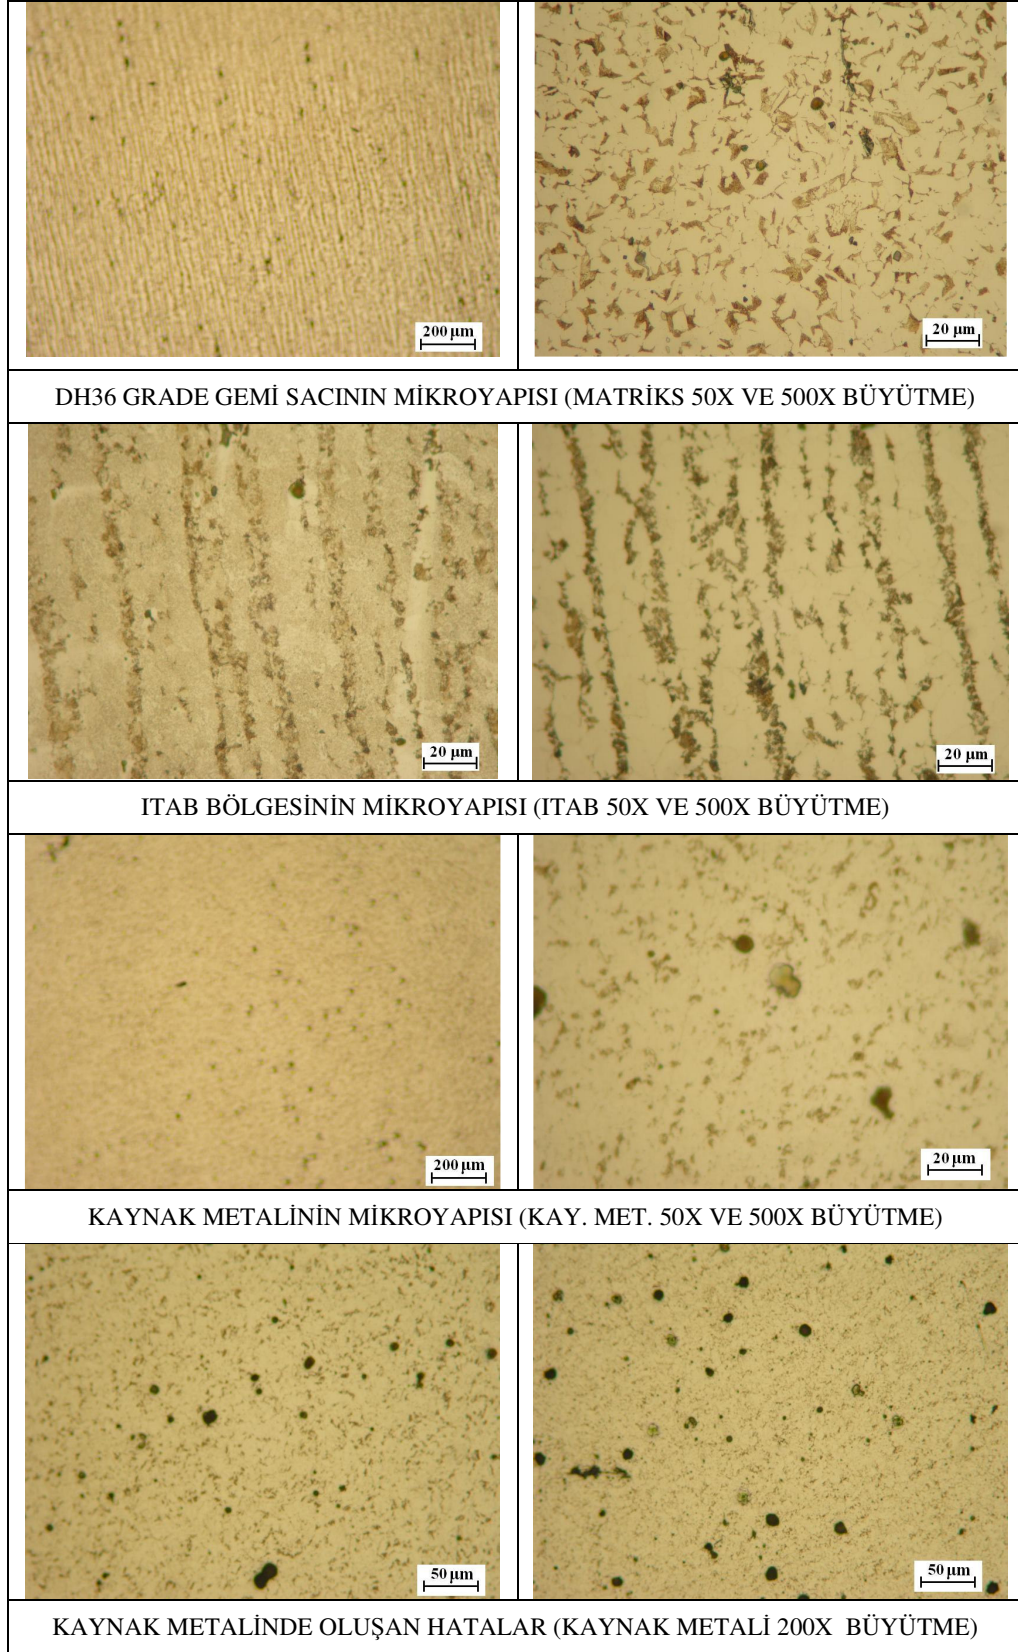 200 µm
20 µm
DH36 GRADE GEMİ SACININ MİKROYAPISI (MATRİKS 50X VE 500X BÜYÜTME)
20 µm
20 µm
ITAB BÖLGESİNİN MİKROYAPISI (ITAB 50X VE 500X BÜYÜTME)
200 µm
20 µm
KAYNAK METALİNİN MİKROYAPISI (KAY. MET. 50X VE 500X BÜYÜTME)
50 µm
50 µm
KAYNAK METALİNDE OLUŞAN HATALAR (KAYNAK METALİ 200X BÜYÜTME)